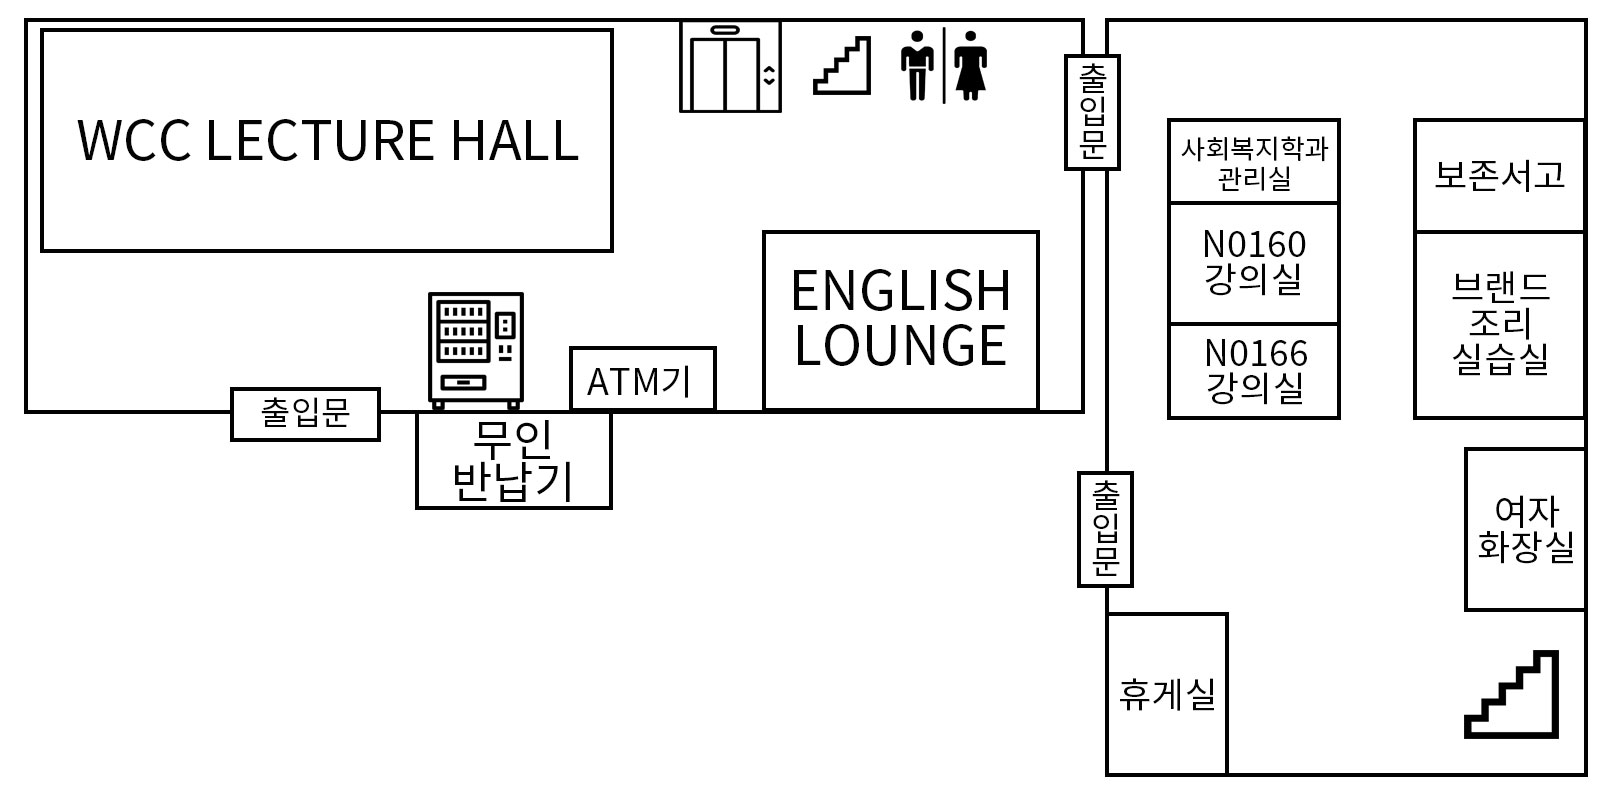 WCC LECTURE HALL
출입문
사회복지학과
관리실
보존서고
N0160
강의실
ENGLISH
LOUNGE
브랜드
조리
실습실
N0166
강의실
ATM기
출입문
무인
반납기
출입문
여자
화장실
휴게실